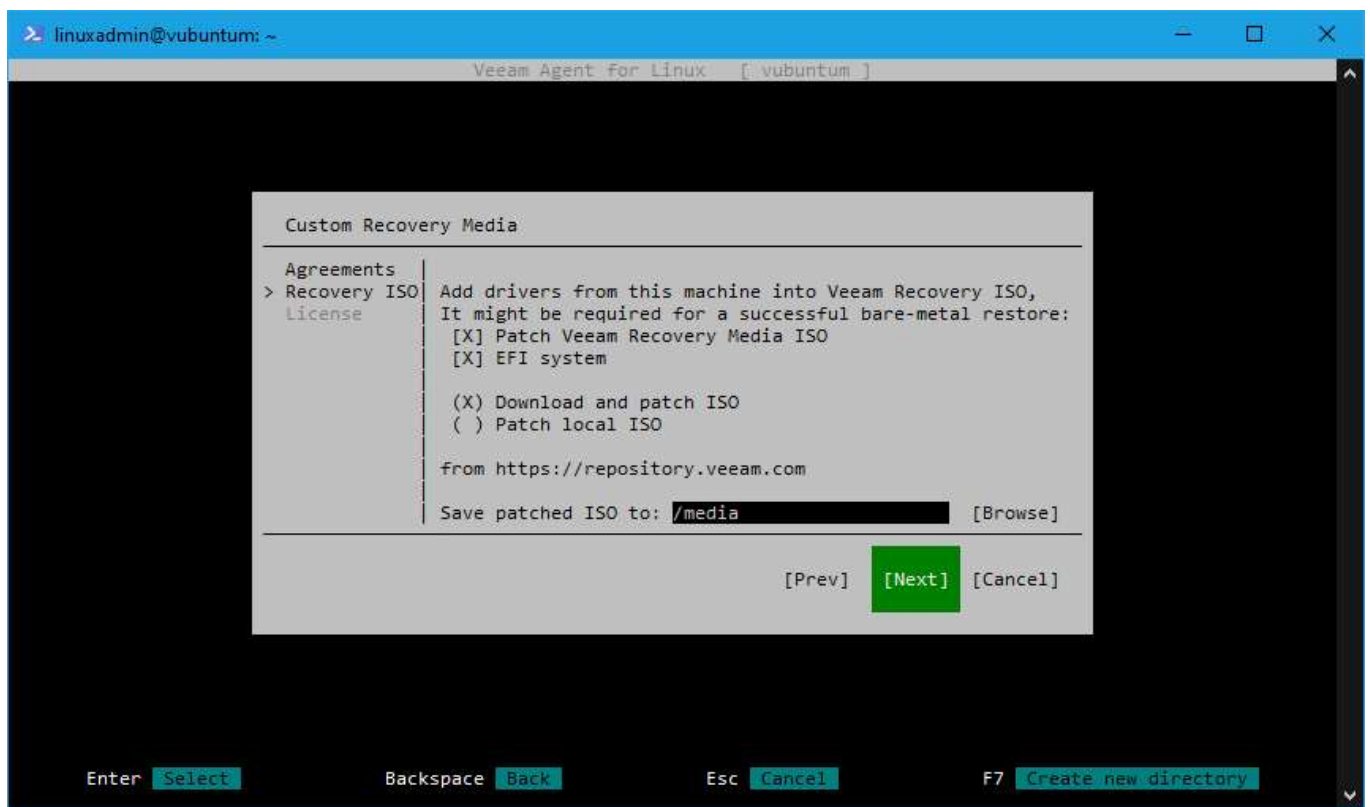 linuxadmin@vubuntum: ~
Veeam Agent for Linux [ vubuntum ]
Custom Recovery Media
Agreements
> Recovery ISO
License
Add drivers from this machine into Veeam Recovery ISO,
It might be required for a successful bare-metal restore:
[X] Patch Veeam Recovery Media ISO
[X] EFI system
(X) Download and patch ISO
( ) Patch local ISO
from https://repository.veeam.com
Save patched ISO to: /media [Browse]
[Prev] [Next] [Cancel]
Enter Select Backspace Back Esc Cancel F7 Create new directory